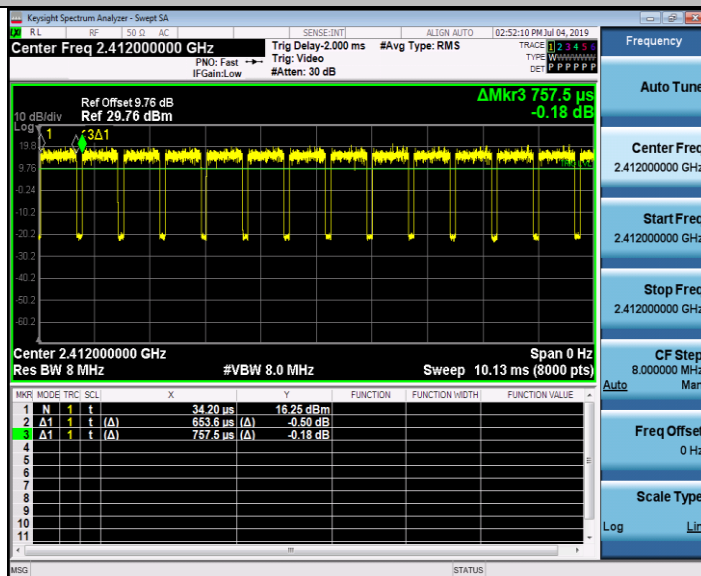 Keysight Spectrum Analyzer - Swept SA
RL RF 50 Ω AC SENSE:INT ALIGN AUTO 02:52:10 PM Jul 04, 2019
Center Freq 2.412000000 GHz
PNO: Fast
IFGain:Low
Trig Delay-2.000 ms
Trig: Video
#Atten: 30 dB
#Avg Type: RMS
TRACE 1 2 3 4 5 6
TYPE WWWWWW
DET P P P P P P
Frequency
Auto Tune
Center Freq
2.412000000 GHz
Start Freq
2.412000000 GHz
Stop Freq
2.412000000 GHz
CF Step
8.000000 MHz
Auto Man
Freq Offset
0 Hz
Scale Type
Log Lin
ΔMkr3 757.5 µs
-0.18 dB
Ref Offset 9.76 dB
10 dB/div Ref 29.76 dBm
Log
1 3Δ1
19.8
9.76
-0.24
-10.2
-20.2
-30.2
-40.2
-50.2
-60.2
Center 2.412000000 GHz Span 0 Hz
Res BW 8 MHz #VBW 8.0 MHz Sweep 10.13 ms (8000 pts)
MKR MODE TRC SCL X Y FUNCTION FUNCTION WIDTH FUNCTION VALUE
1 N 1 t 34.20 µs 16.25 dBm
2 Δ1 1 t (Δ) 653.6 µs (Δ) -0.50 dB
3 Δ1 1 t (Δ) 757.5 µs (Δ) -0.18 dB
4
5
6
7
8
9
10
11
MSG STATUS